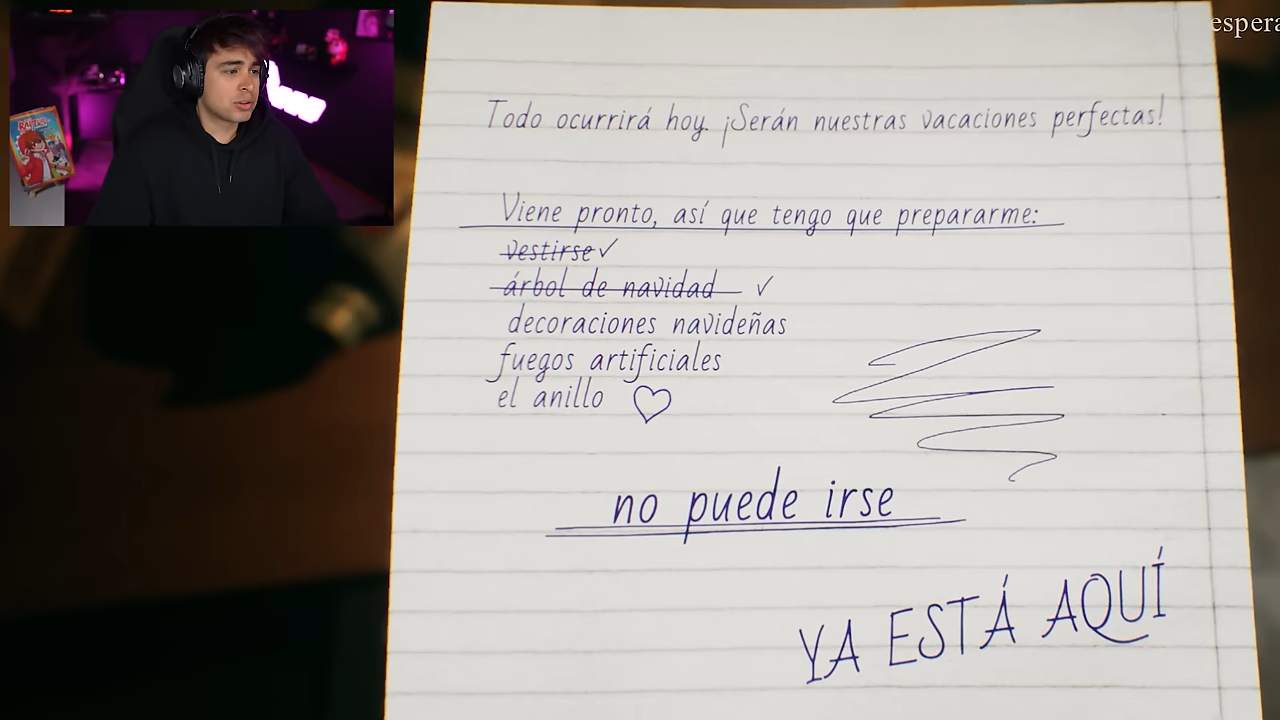 espera
Todo ocurrirá hoy. ¡Serán nuestras vacaciones perfectas!
Viene pronto, así que tengo que prepararme:
vestirse ✓
árbol de navidad ✓
decoraciones navideñas
fuegos artificiales
el anillo ♡
no puede irse
YA ESTÁ AQUÍ